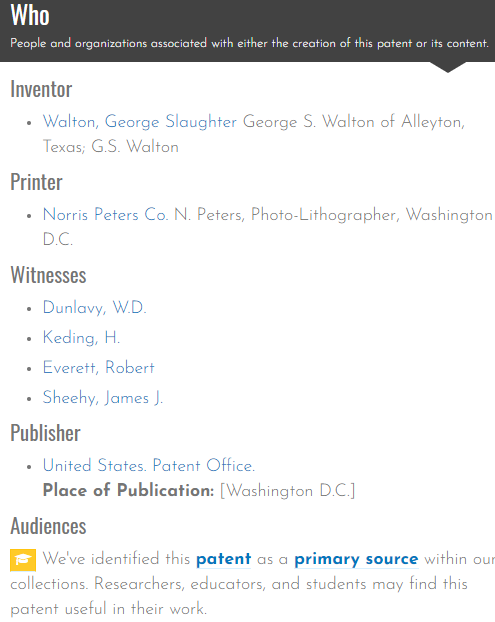 Who
People and organizations associated with either the creation of this patent or its content.
Inventor
Walton, George Slaughter George S. Walton of Alleyton,
Texas; G.S. Walton
Printer
Norris Peters Co. N. Peters, Photo-Lithographer, Washington
D.C.
Witnesses
Dunlavy, W.D.
Keding, H.
Everett, Robert
Sheehy, James J.
Publisher
United States. Patent Office.
Place of Publication: [Washington D.C.]
Audiences
We've identified this patent as a primary source within our
collections. Researchers, educators, and students may find this
patent useful in their work.